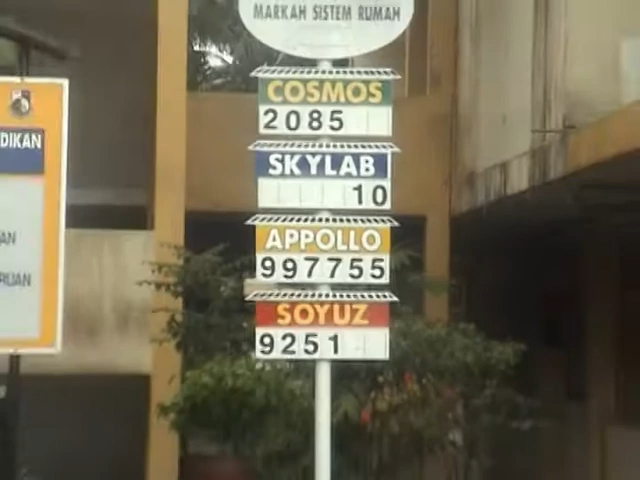 MARKAH SISTEM RUMAH
COSMOS
2085
SKYLAB
10
APPOLLO
997755
SOYUZ
9251
DIKAN
AN
RUAN